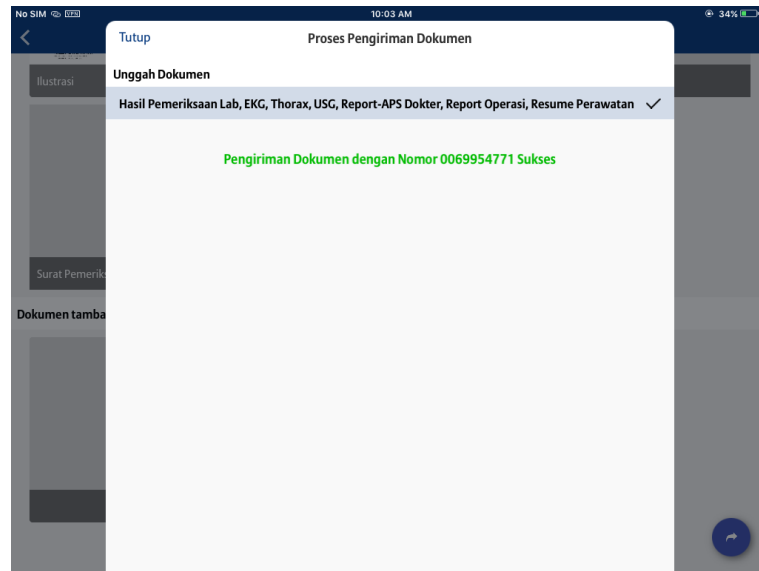 No SIM VPN 10:03 AM 34%
Tutup Proses Pengiriman Dokumen
Unggah Dokumen
Ilustrasi
Hasil Pemeriksaan Lab, EKG, Thorax, USG, Report-APS Dokter, Report Operasi, Resume Perawatan
Pengiriman Dokumen dengan Nomor 0069954771 Sukses
Surat Pemeriks
Dokumen tamba